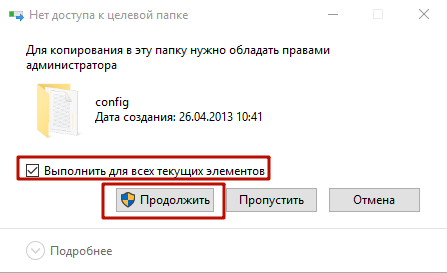 Нет доступа к целевой папке
Для копирования в эту папку нужно обладать правами
администратора
config
Дата создания: 26.04.2013 10:41
Выполнить для всех текущих элементов
Продолжить
Пропустить
Отмена
Подробнее